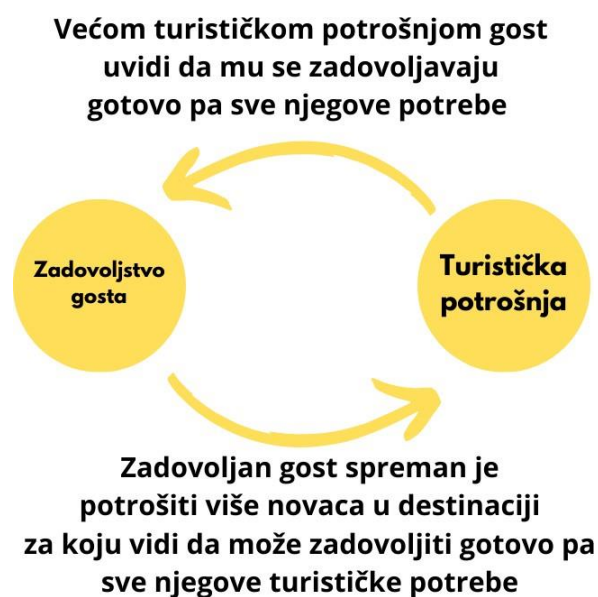 Većom turističkom potrošnjom gost
uvidi da mu se zadovoljavaju
gotovo pa sve njegove potrebe
Zadovoljstvo
gosta
Turistička
potrošnja
Zadovoljan gost spreman je
potrošiti više novaca u destinaciji
za koju vidi da može zadovoljiti gotovo pa
sve njegove turističke potrebe